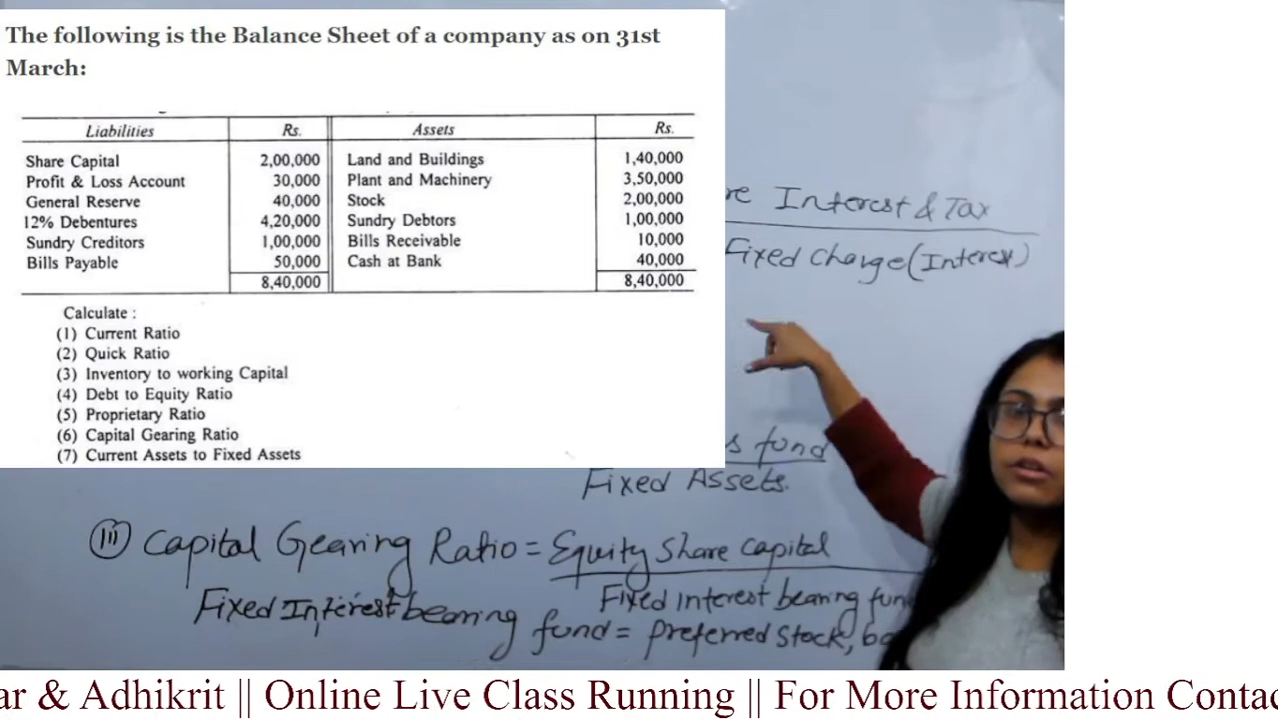 The following is the Balance Sheet of a company as on 31st
March:
Liabilities Rs. Assets Rs.
Share Capital 2,00,000 Land and Buildings 1,40,000
Profit & Loss Account 30,000 Plant and Machinery 3,50,000
General Reserve 40,000 Stock 2,00,000
12% Debentures 4,20,000 Sundry Debtors 1,00,000
Sundry Creditors 1,00,000 Bills Receivable 10,000
Bills Payable 50,000 Cash at Bank 40,000
8,40,000 8,40,000
Calculate :
(1) Current Ratio
(2) Quick Ratio
(3) Inventory to working Capital
(4) Debt to Equity Ratio
(5) Proprietary Ratio
(6) Capital Gearing Ratio
(7) Current Assets to Fixed Assets
Interest & Tax
Fixed Charge (Interest)
fund
Fixed Assets.
(iii) Capital Gearing Ratio = Equity Share Capital
Fixed interest bearing
Fixed Interest bearing fund = preferred stock,
& Adhikrit || Online Live Class Running || For More Information